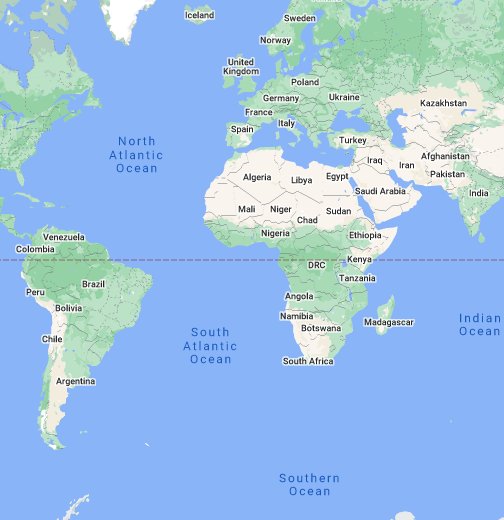 Iceland
Sweden
Norway
United
Kingdom
Poland
Germany
Ukraine
France
Kazakhstan
Italy
Spain
Turkey
North
Atlantic
Ocean
Iraq
Iran
Afghanistan
Pakistan
Algeria
Libya
Egypt
Saudi Arabia
India
Mali
Niger
Chad
Sudan
Nigeria
Ethiopia
Venezuela
Colombia
Kenya
DRC
Tanzania
Brazil
Peru
Angola
Bolivia
Namibia
Botswana
Madagascar
Indian
Ocean
South
Atlantic
Ocean
Chile
South Africa
Argentina
Southern
Ocean